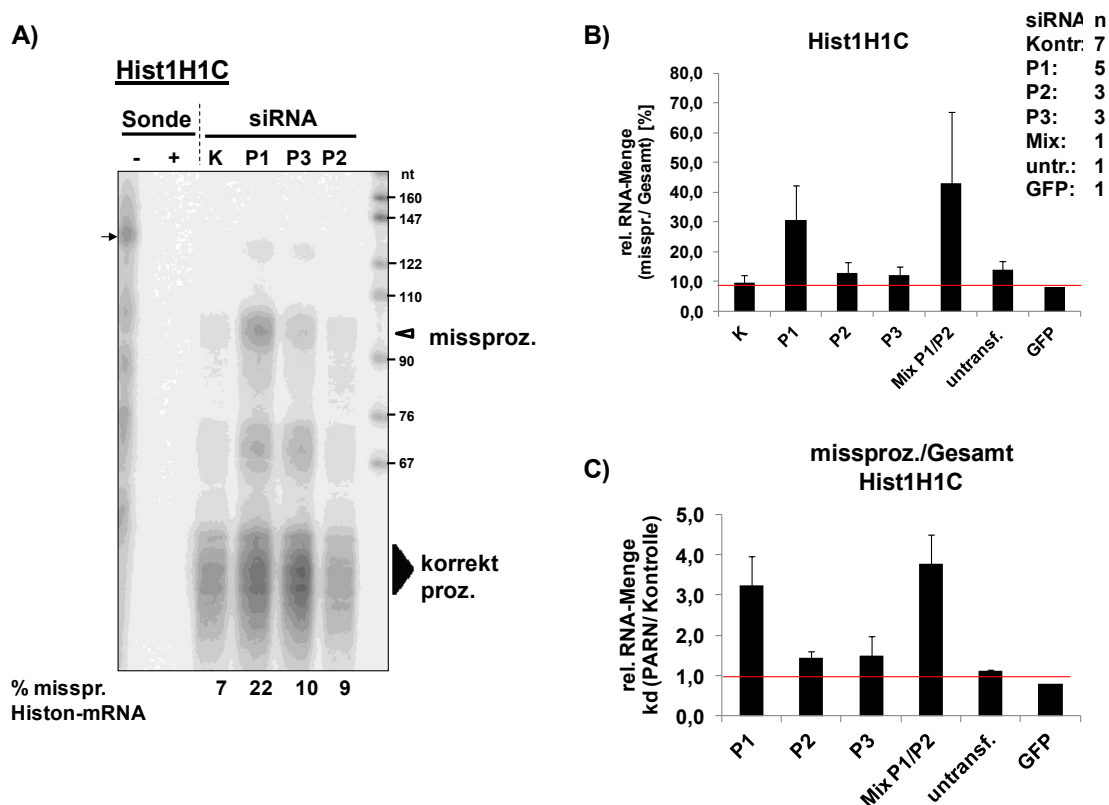 A)
Hist1H1C
Sonde siRNA
- + K P1 P3 P2
nt
160
147
122
110
missproz.
90
76
67
korrekt
proz.
% misspr. 7 22 10 9
Histon-mRNA
B)
Hist1H1C
siRNA n
Kontr: 7
P1: 5
P2: 3
P3: 3
Mix: 1
untr.: 1
GFP: 1
rel. RNA-Menge
(misspr./ Gesamt) [%]
80,0
70,0
60,0
50,0
40,0
30,0
20,0
10,0
0,0
K P1 P2 P3 Mix P1/P2 untransf. GFP
C)
missproz./Gesamt
Hist1H1C
rel. RNA-Menge
kd (PARN/ Kontrolle)
5,0
4,0
3,0
2,0
1,0
0,0
P1 P2 P3 Mix P1/P2 untransf. GFP